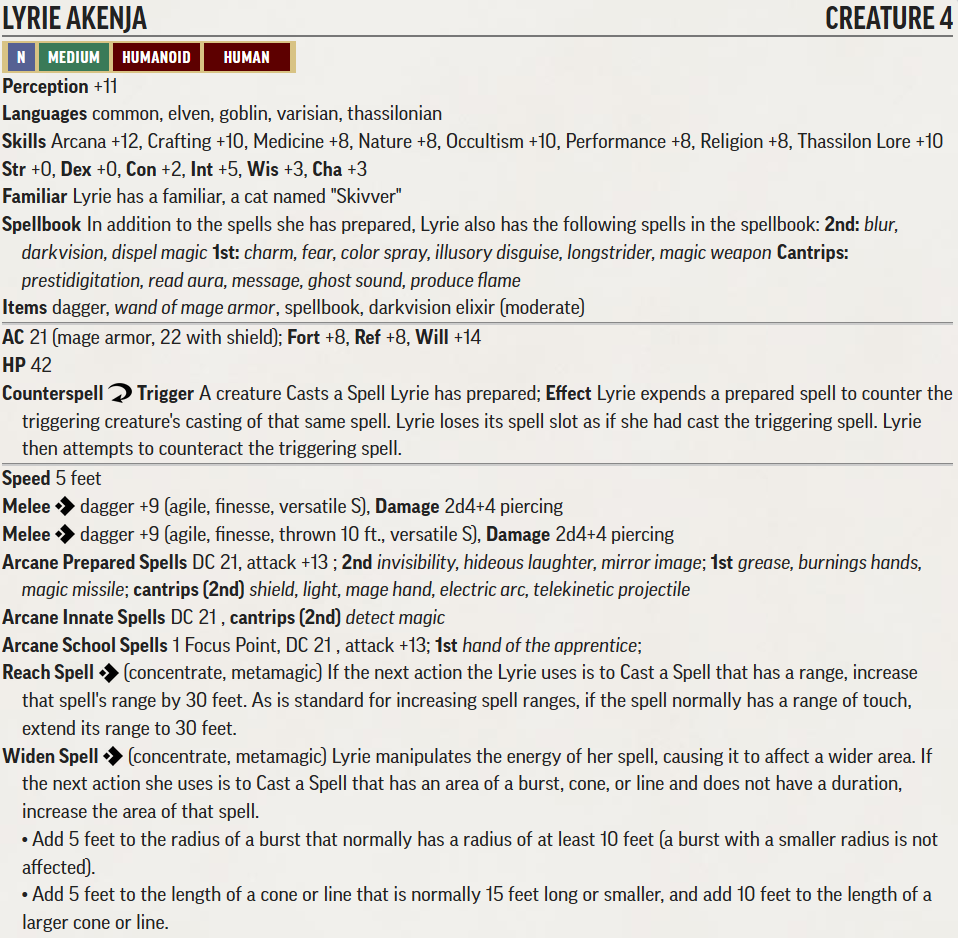 LYRIE AKENJA CREATURE 4
N MEDIUM HUMANOID HUMAN
Perception +11
Languages common, elven, goblin, varisian, thassilonian
Skills Arcana +12, Crafting +10, Medicine +8, Nature +8, Occultism +10, Performance +8, Religion +8, Thassilon Lore +10
Str +0, Dex +0, Con +2, Int +5, Wis +3, Cha +3
Familiar Lyrie has a familiar, a cat named "Skivver"
Spellbook In addition to the spells she has prepared, Lyrie also has the following spells in the spellbook: 2nd: blur,
darkvision, dispel magic 1st: charm, fear, color spray, illusory disguise, longstrider, magic weapon Cantrips:
prestidigitation, read aura, message, ghost sound, produce flame
Items dagger, wand of mage armor, spellbook, darkvision elixir (moderate)
AC 21 (mage armor, 22 with shield); Fort +8, Ref +8, Will +14
HP 42
Counterspell Trigger A creature Casts a Spell Lyrie has prepared; Effect Lyrie expends a prepared spell to counter the
triggering creature's casting of that same spell. Lyrie loses its spell slot as if she had cast the triggering spell. Lyrie
then attempts to counteract the triggering spell.
Speed 5 feet
Melee dagger +9 (agile, finesse, versatile S), Damage 2d4+4 piercing
Melee dagger +9 (agile, finesse, thrown 10 ft., versatile S), Damage 2d4+4 piercing
Arcane Prepared Spells DC 21, attack +13 ; 2nd invisibility, hideous laughter, mirror image; 1st grease, burnings hands,
magic missile; cantrips (2nd) shield, light, mage hand, electric arc, telekinetic projectile
Arcane Innate Spells DC 21 , cantrips (2nd) detect magic
Arcane School Spells 1 Focus Point, DC 21 , attack +13; 1st hand of the apprentice;
Reach Spell (concentrate, metamagic) If the next action the Lyrie uses is to Cast a Spell that has a range, increase
that spell's range by 30 feet. As is standard for increasing spell ranges, if the spell normally has a range of touch,
extend its range to 30 feet.
Widen Spell (concentrate, metamagic) Lyrie manipulates the energy of her spell, causing it to affect a wider area. If
the next action she uses is to Cast a Spell that has an area of a burst, cone, or line and does not have a duration,
increase the area of that spell.
• Add 5 feet to the radius of a burst that normally has a radius of at least 10 feet (a burst with a smaller radius is not
affected).
• Add 5 feet to the length of a cone or line that is normally 15 feet long or smaller, and add 10 feet to the length of a
larger cone or line.